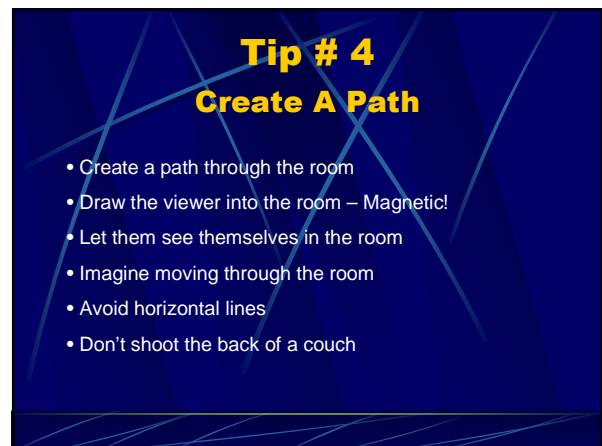 Tip # 4
Create A Path
• Create a path through the room
• Draw the viewer into the room – Magnetic!
• Let them see themselves in the room
• Imagine moving through the room
• Avoid horizontal lines
• Don’t shoot the back of a couch